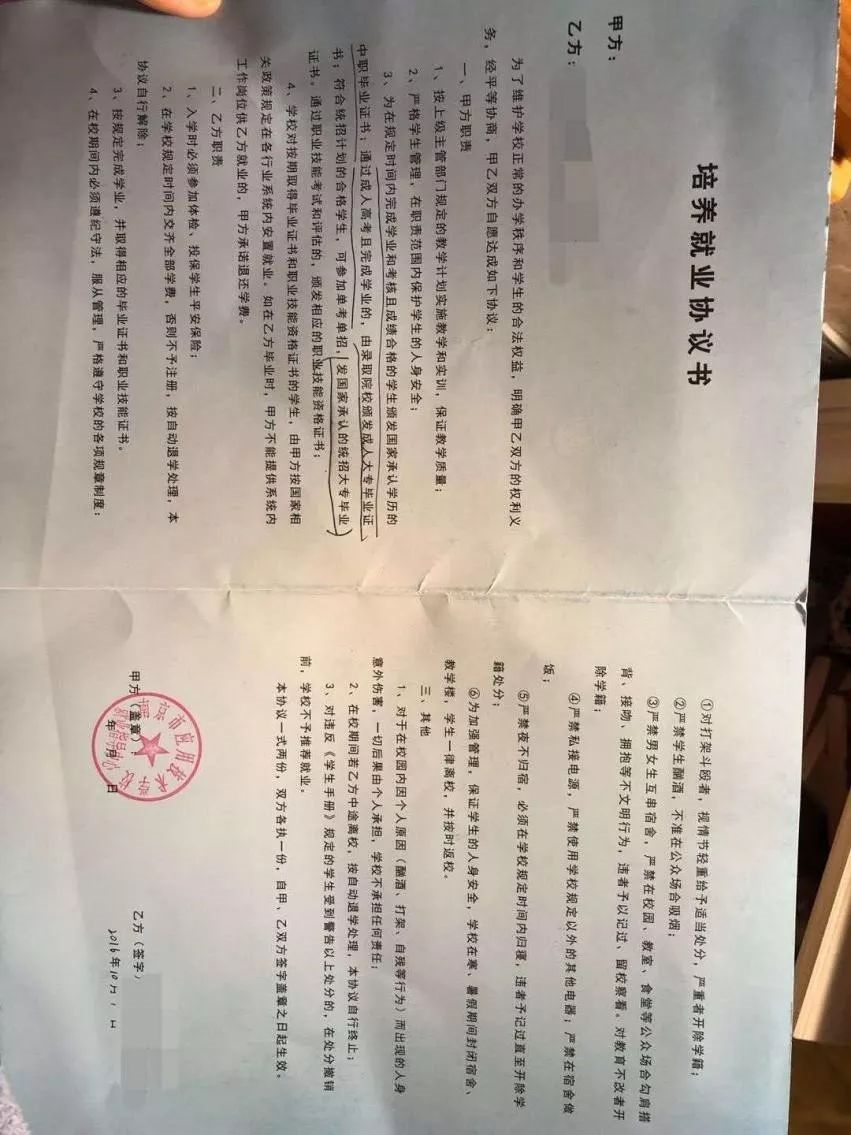 培养就业协议书
甲方：
乙方：
为了维护学校正常的办学秩序和学生的合法权益，明确甲乙双方的权利义
务，经平等协商，甲乙双方自愿达成如下协议：
一、甲方职责
1、按上级主管部门规定的教学计划实施教学和实训，保证教学质量；
2、严格学生管理，在职责范围内保护学生的人身安全；
3、为在规定时间内完成学业和考核且成绩合格的学生颁发国家承认学历的
中职毕业证书；通过成人高考且完成学业的，由录取院校颁发成人大专毕业证
书；符合统招计划的合格学生，可参加单考单招，发国家承认的统招大专毕业
证书。通过职业技能考试和评估的，颁发相应的职业技能资格证书；
4、学校对按期取得毕业证书和职业技能资格证书的学生，由甲方按国家相
关政策规定在各行业系统内安置就业。如在乙方毕业时，甲方不能提供系统内
工作岗位供乙方就业的，甲方承诺退还学费。
二、乙方职责
1、入学时必须参加体检、投保学生平安保险；
2、在学校规定时间内交齐全部学费，否则不予注册，按自动退学处理，本
协议自行解除；
3、按规定完成学业，并取得相应的毕业证书和职业技能证书。
4、在校期间内必须遵纪守法，服从管理，严格遵守学校的各项规章制度：
①对打架斗殴者，视情节轻重给予适当处分，严重者开除学籍；
②严禁学生酗酒，不准在公众场合吸烟；
③严禁男女生互串宿舍，严禁在校园、教室、食堂等公众场合勾肩搭
背、接吻、拥抱等不文明行为，违者予以记过、留校察看。对教育不改者开
除学籍；
④严禁私接电源，严禁使用学校规定以外的其他电器；严禁在宿舍做
饭；
⑤严禁夜不归宿，必须在学校规定时间内归寝，违者予记过直至开除学
籍处分；
⑥为加强管理，保证学生的人身安全，学校在寒、暑假期间封闭宿舍、
教学楼，学生一律离校，并按时返校。
三、其他
1、对于在校园内因个人原因（酗酒、打架、自残等行为）而出现的人身
意外伤害，一切后果由个人承担，学校不承担任何责任；
2、在校期间若乙方中途离校，按自动退学处理，本协议自行终止；
3、对违反《学生手册》规定的学生受到警告以上处分的，在处分撤销
前，学校不予推荐就业。
本协议一式两份，双方各执一份，自甲、乙双方签字盖章之日起生效。
甲方（盖章）
年 月 日
市应用技
乙方（签字）
2016年10月1日